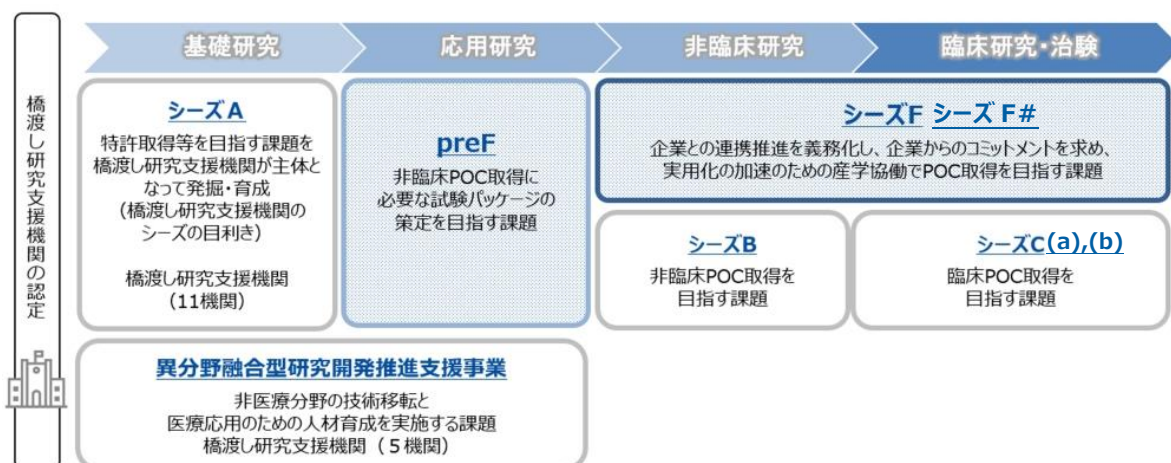 橋渡し研究支援機関の認定
基礎研究
応用研究
非臨床研究
臨床研究・治験
シーズA
特許取得等を目指す課題を
橋渡し研究支援機関が主体と
なって発掘・育成
(橋渡し研究支援機関の
シーズの目利き)
橋渡し研究支援機関
(11機関)
preF
非臨床POC取得に
必要な試験パッケージの
策定を目指す課題
シーズF シーズ F#
企業との連携推進を義務化し、企業からのコミットメントを求め、
実用化の加速のための産学協働でPOC取得を目指す課題
シーズB
非臨床POC取得を
目指す課題
シーズC(a),(b)
臨床POC取得を
目指す課題
異分野融合型研究開発推進支援事業
非医療分野の技術移転と
医療応用のための人材育成を実施する課題
橋渡し研究支援機関（５機関）